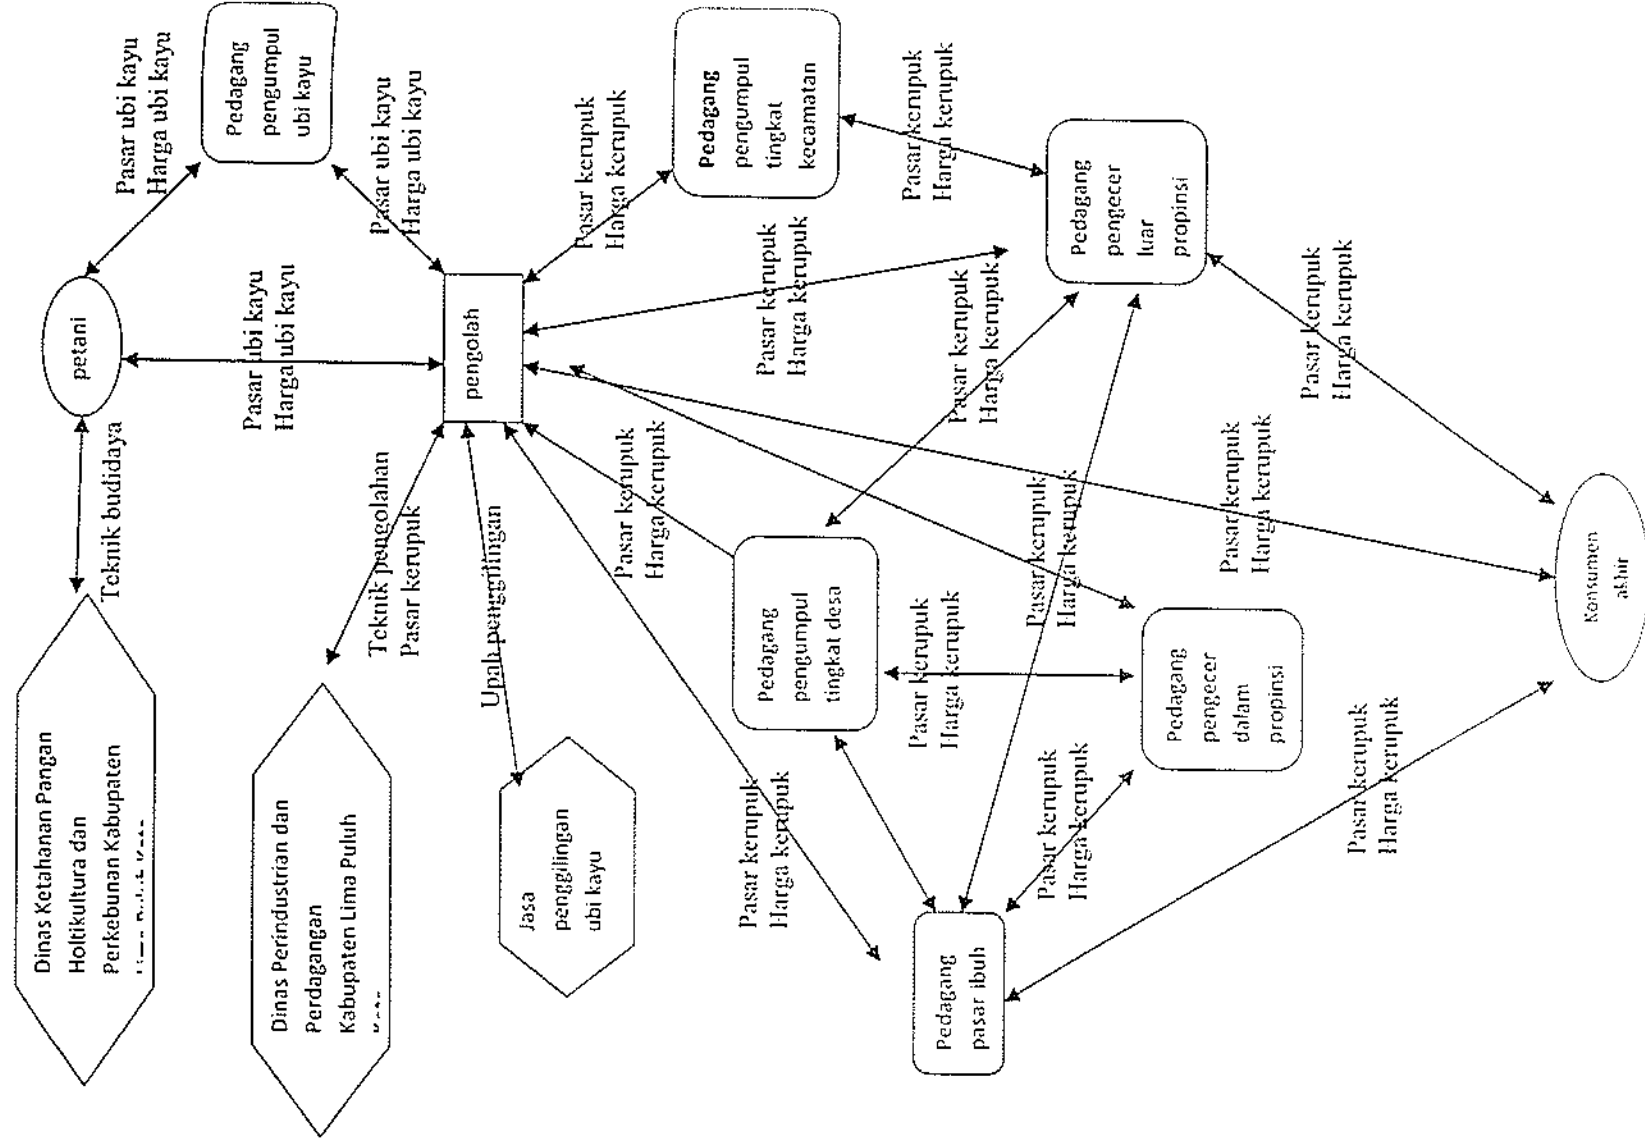 Dinas Ketahanan Pangan
Holtikultura dan
Perkebunan Kabupaten
Teknik budidaya
petani
Pasar ubi kayu
Harga ubi kayu
Pedagang
pengumpul
ubi kayu
Pasar ubi kayu
Harga ubi kayu
Pasar ubi kayu
Harga ubi kayu
Dinas Perindustrian dan
Perdagangan
Kabupaten Lima Puluh
Teknik pengolahan
Pasar kerupuk
pengolah
Jasa
penggilingan
ubi kayu
Upah penggilingan
Pasar kerupuk
Harga kerupuk
Pedagang
pengumpul
tingkat
kecamatan
Pasar kerupuk
Harga kerupuk
Pasar kerupuk
Harga kerupuk
Pasar kerupuk
Harga kerupuk
Pedagang
pengumpul
tingkat desa
Pasar kerupuk
Harga kerupuk
Pasar kerupuk
Harga kerupuk
Pedagang
pengecer
luar
propinsi
Pasar kerupuk
Harga kerupuk
Pasar kerupuk
Harga kerupuk
Pedagang
pasar ibuh
Pasar kerupuk
Harga kerupuk
Pedagang
pengecer
dalam
propinsi
Pasar kerupuk
Harga kerupuk
Pasar kerupuk
Harga kerupuk
Pasar kerupuk
Harga kerupuk
Konsumen
akhir